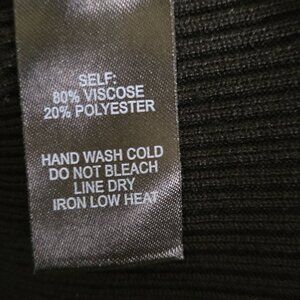 SELF:
80% VISCOSE
20% POLYESTER
HAND WASH COLD
DO NOT BLEACH
LINE DRY
IRON LOW HEAT